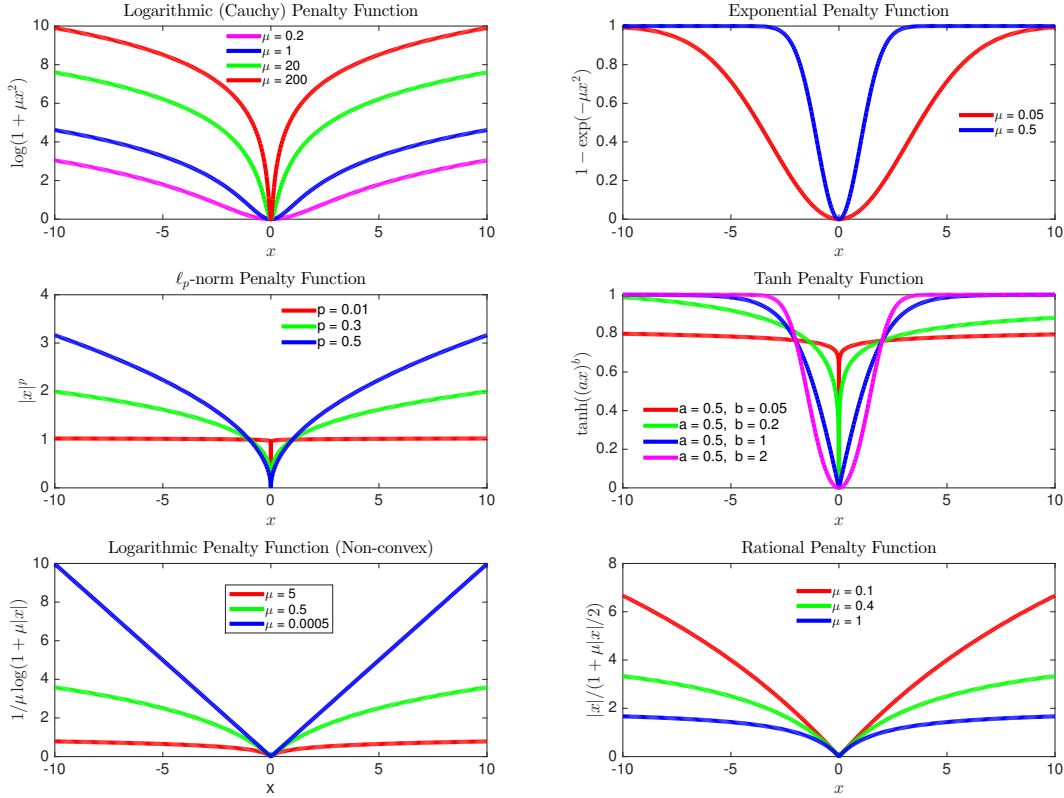 Logarithmic (Cauchy) Penalty Function
log(1 + μx²)
10
8
6
4
2
0
μ = 0.2
μ = 1
μ = 20
μ = 200
-10 -5 0 5 10
x
Exponential Penalty Function
1 − exp(−μx²)
1
0.8
0.6
0.4
0.2
0
μ = 0.05
μ = 0.5
-10 -5 0 5 10
x
ℓₚ-norm Penalty Function
|x|ᵖ
4
3
2
1
0
p = 0.01
p = 0.3
p = 0.5
-10 -5 0 5 10
x
Tanh Penalty Function
tanh((ax)ᵇ)
1
0.8
0.6
0.4
0.2
0
a = 0.5, b = 0.05
a = 0.5, b = 0.2
a = 0.5, b = 1
a = 0.5, b = 2
-10 -5 0 5 10
x
Logarithmic Penalty Function (Non-convex)
1/μ log(1 + μ|x|)
10
8
6
4
2
0
μ = 5
μ = 0.5
μ = 0.0005
-10 -5 0 5 10
x
Rational Penalty Function
|x|/(1 + μ|x|/2)
8
6
4
2
0
μ = 0.1
μ = 0.4
μ = 1
-10 -5 0 5 10
x